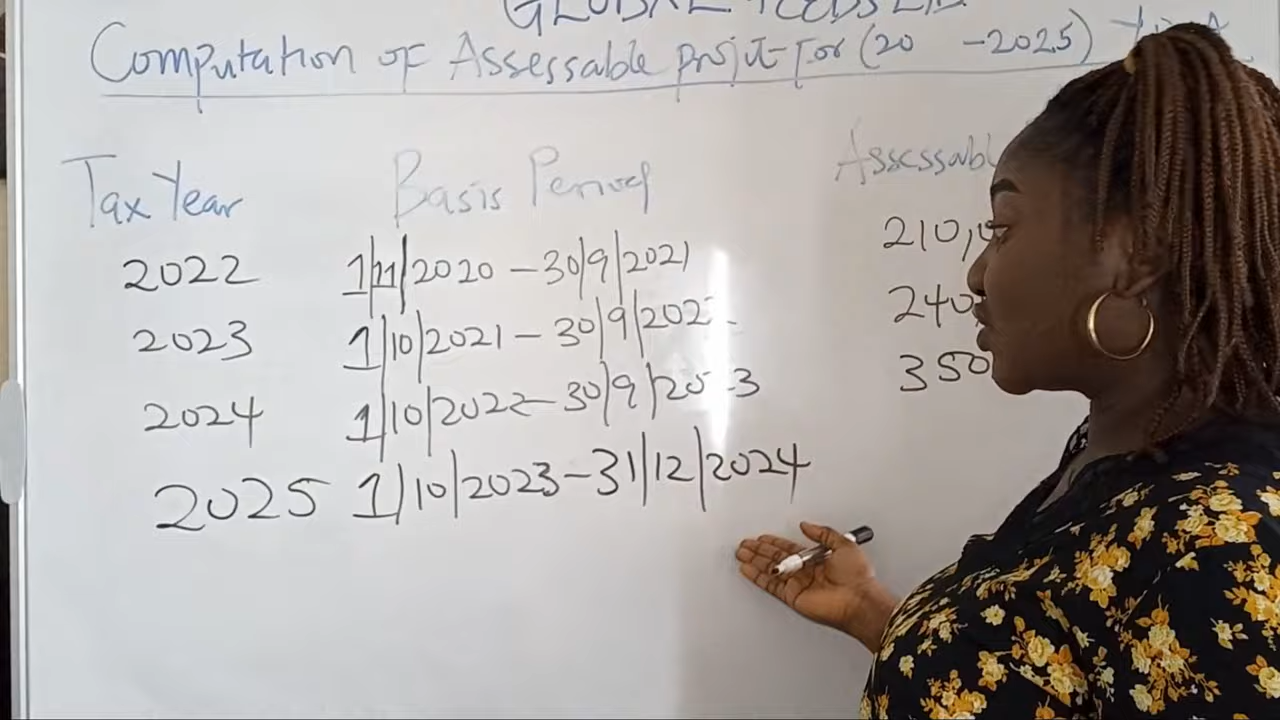 GLOBAL
Computation of Assessable profit for (20 -2025)
Tax Year Basis Period
2022 1/11/2020 - 30/9/2021
2023 1/10/2021 - 30/9/202
2024 1/10/2022 - 30/9/20 3
2025 1/10/2023 - 31/12/2024 350